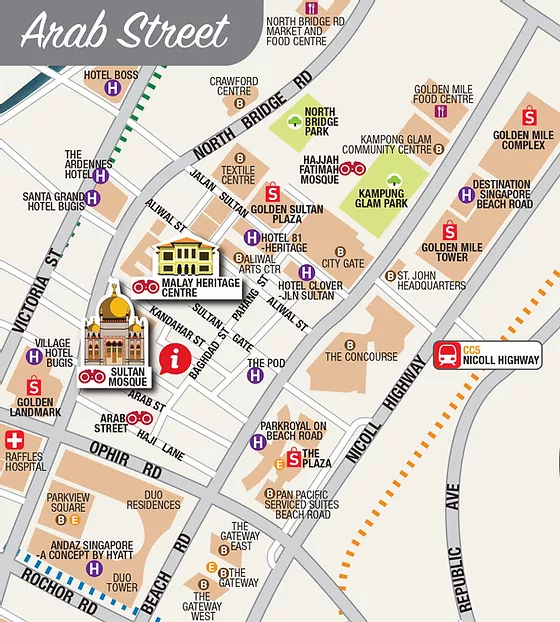 Arab Street
NORTH BRIDGE RD
MARKET AND
FOOD CENTRE
HOTEL BOSS
H
CRAWFORD
CENTRE
B
NORTH BRIDGE RD
NORTH
BRIDGE
PARK
GOLDEN MILE
FOOD CENTRE
S
GOLDEN MILE
COMPLEX
KAMPONG GLAM
COMMUNITY CENTRE B
THE
ARDENNES
HOTEL H
B
TEXTILE
CENTRE
HAJJAH
FATIMAH
MOSQUE
SANTA GRAND H
HOTEL BUGIS
JALAN SULTAN
S
GOLDEN SULTAN
PLAZA
KAMPUNG
GLAM PARK
H DESTINATION
SINGAPORE
BEACH ROAD
ALIWAL ST
H HOTEL 81
-HERITAGE
S
GOLDEN MILE
TOWER
B ALIWAL
ARTS CTR
B
CITY GATE
H
HOTEL CLOVER
-JLN SULTAN
B ST. JOHN
HEADQUARTERS
MALAY HERITAGE
CENTRE
VICTORIA ST
KANDAHAR ST
SULTAN GATE
PAHANG ST
ALIWAL ST
BAGHDAD ST
VILLAGE
HOTEL H
BUGIS
i
THE POD
H
B
THE CONCOURSE
CC5
NICOLL HIGHWAY
SULTAN
MOSQUE
S
GOLDEN
LANDMARK
ARAB ST
ARAB
STREET
HAJI LANE
NICOLL HIGHWAY
RAFFLES
HOSPITAL
OPHIR RD
PARKROYAL ON
H BEACH ROAD
E S THE
PLAZA
PARKVIEW
SQUARE
B E
DUO
RESIDENCES
B PAN PACIFIC
SERVICED SUITES
BEACH ROAD
ANDAZ SINGAPORE
-A CONCEPT BY HYATT
H
DUO
TOWER
ROCHOR RD
BEACH RD
THE
GATEWAY
EAST
B
E B THE
GATEWAY
B
THE
GATEWAY
WEST
REPUBLIC AVE